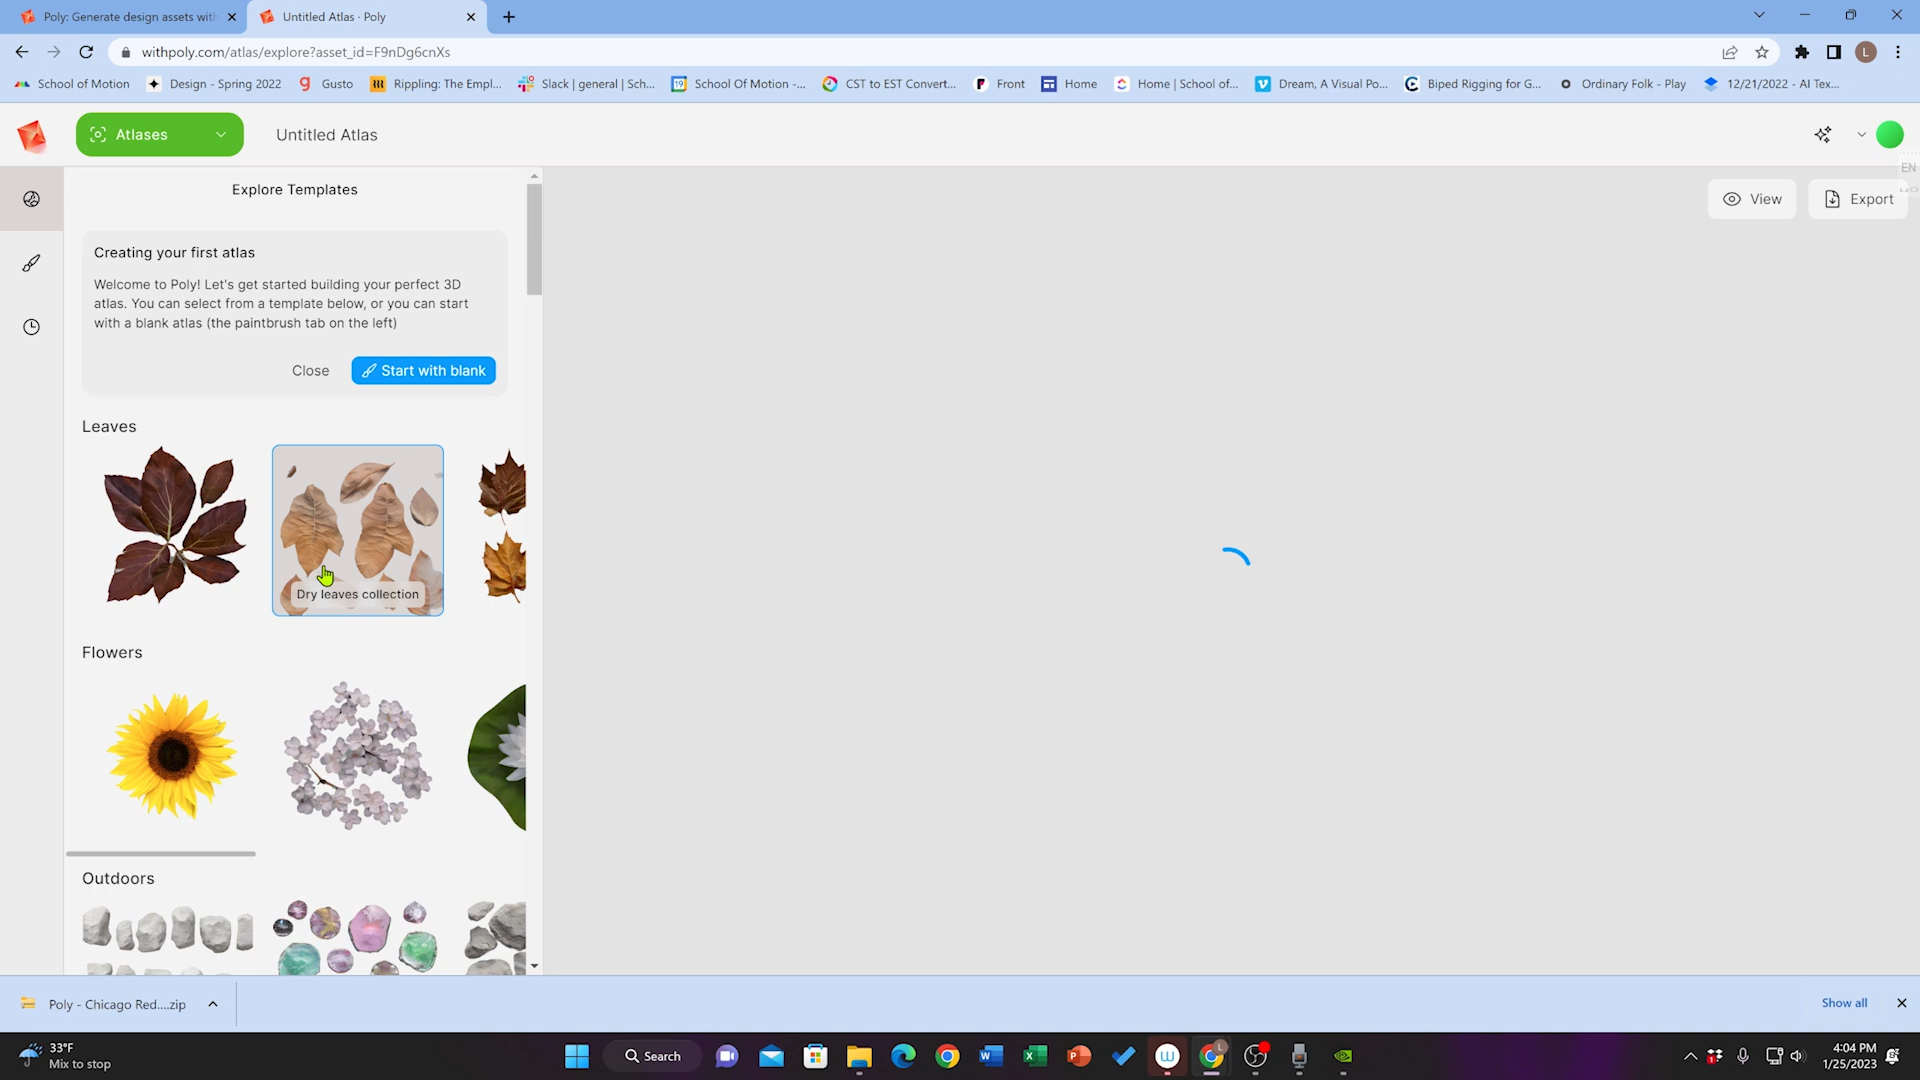 Poly: Generate design assets with
Untitled Atlas · Poly
withpoly.com/atlas/explore?asset_id=F9nDg6cnXs
L
School of Motion
Design - Spring 2022
Gusto
Rippling: The Empl...
Slack | general | Sch...
School Of Motion -...
CST to EST Convert...
Front
Home
Home | School of...
Dream, A Visual Po...
Biped Rigging for G...
Ordinary Folk - Play
12/21/2022 - AI Tex...
Atlases
Untitled Atlas
EN
Explore Templates
View
Export
Creating your first atlas
Welcome to Poly! Let's get started building your perfect 3D
atlas. You can select from a template below, or you can start
with a blank atlas (the paintbrush tab on the left)
Close
Start with blank
Leaves
Dry leaves collection
Flowers
Outdoors
Poly - Chicago Red....zip
Show all
33°F
Mix to stop
Search
4:04 PM
1/25/2023